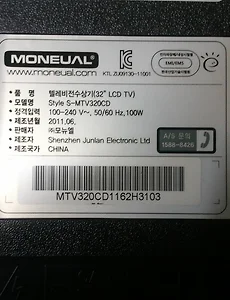 MONEUAL
www.moneual.com
KTL ZU09130-11001
EMI/EMS
• 품 명 텔레비전수상기(32" LCD TV)
• 모델명 Style S-MTV320CD
• 정격입력 100-240 V~, 50/60 Hz,100W
• 제조년월 2011.06.
• 판매자 ㈜모뉴엘
• 제조자 Shenzhen Junlan Electronic Ltd
• 제조국가 CHINA
A/S 문의
1588-6426
MTV320CD1162H3103